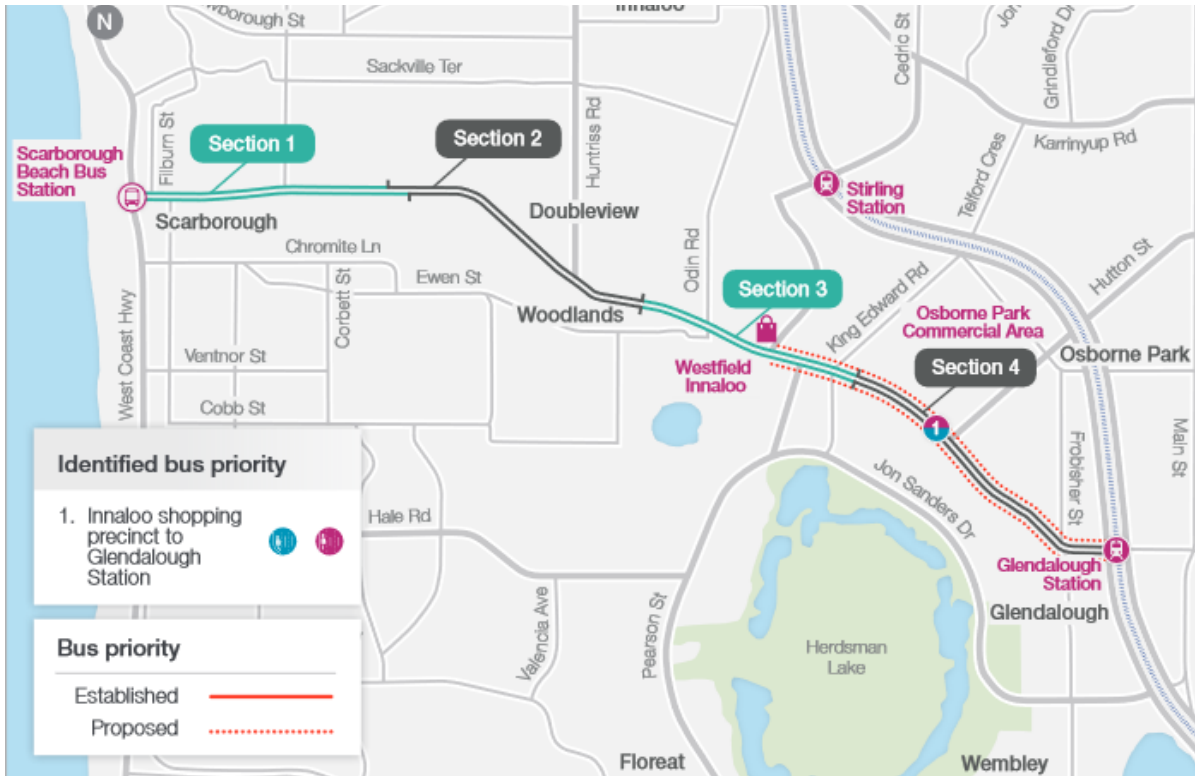 N
wborough St
Innaloo
Sackville Ter
Cedric St
Grindleford Dr
Karrinyup Rd
Filburn St
Huntriss Rd
Telford Cres
Section 1
Section 2
Scarborough
Beach Bus
Station
Stirling
Station
Scarborough
Doubleview
Chromite Ln
Odin Rd
Hutton St
Ewen St
Corbett St
Section 3
King Edward Rd
Woodlands
Osborne Park
Commercial Area
West Coast Hwy
Ventnor St
Westfield
Innaloo
Section 4
Osborne Park
Cobb St
1
Main St
Frobisher St
Jon Sanders Dr
Hale Rd
Glendalough
Station
Glendalough
Valencia Ave
Pearson St
Herdsman
Lake
Floreat
Wembley
Identified bus priority
1. Innaloo shopping
precinct to
Glendalough
Station
Bus priority
Established
Proposed